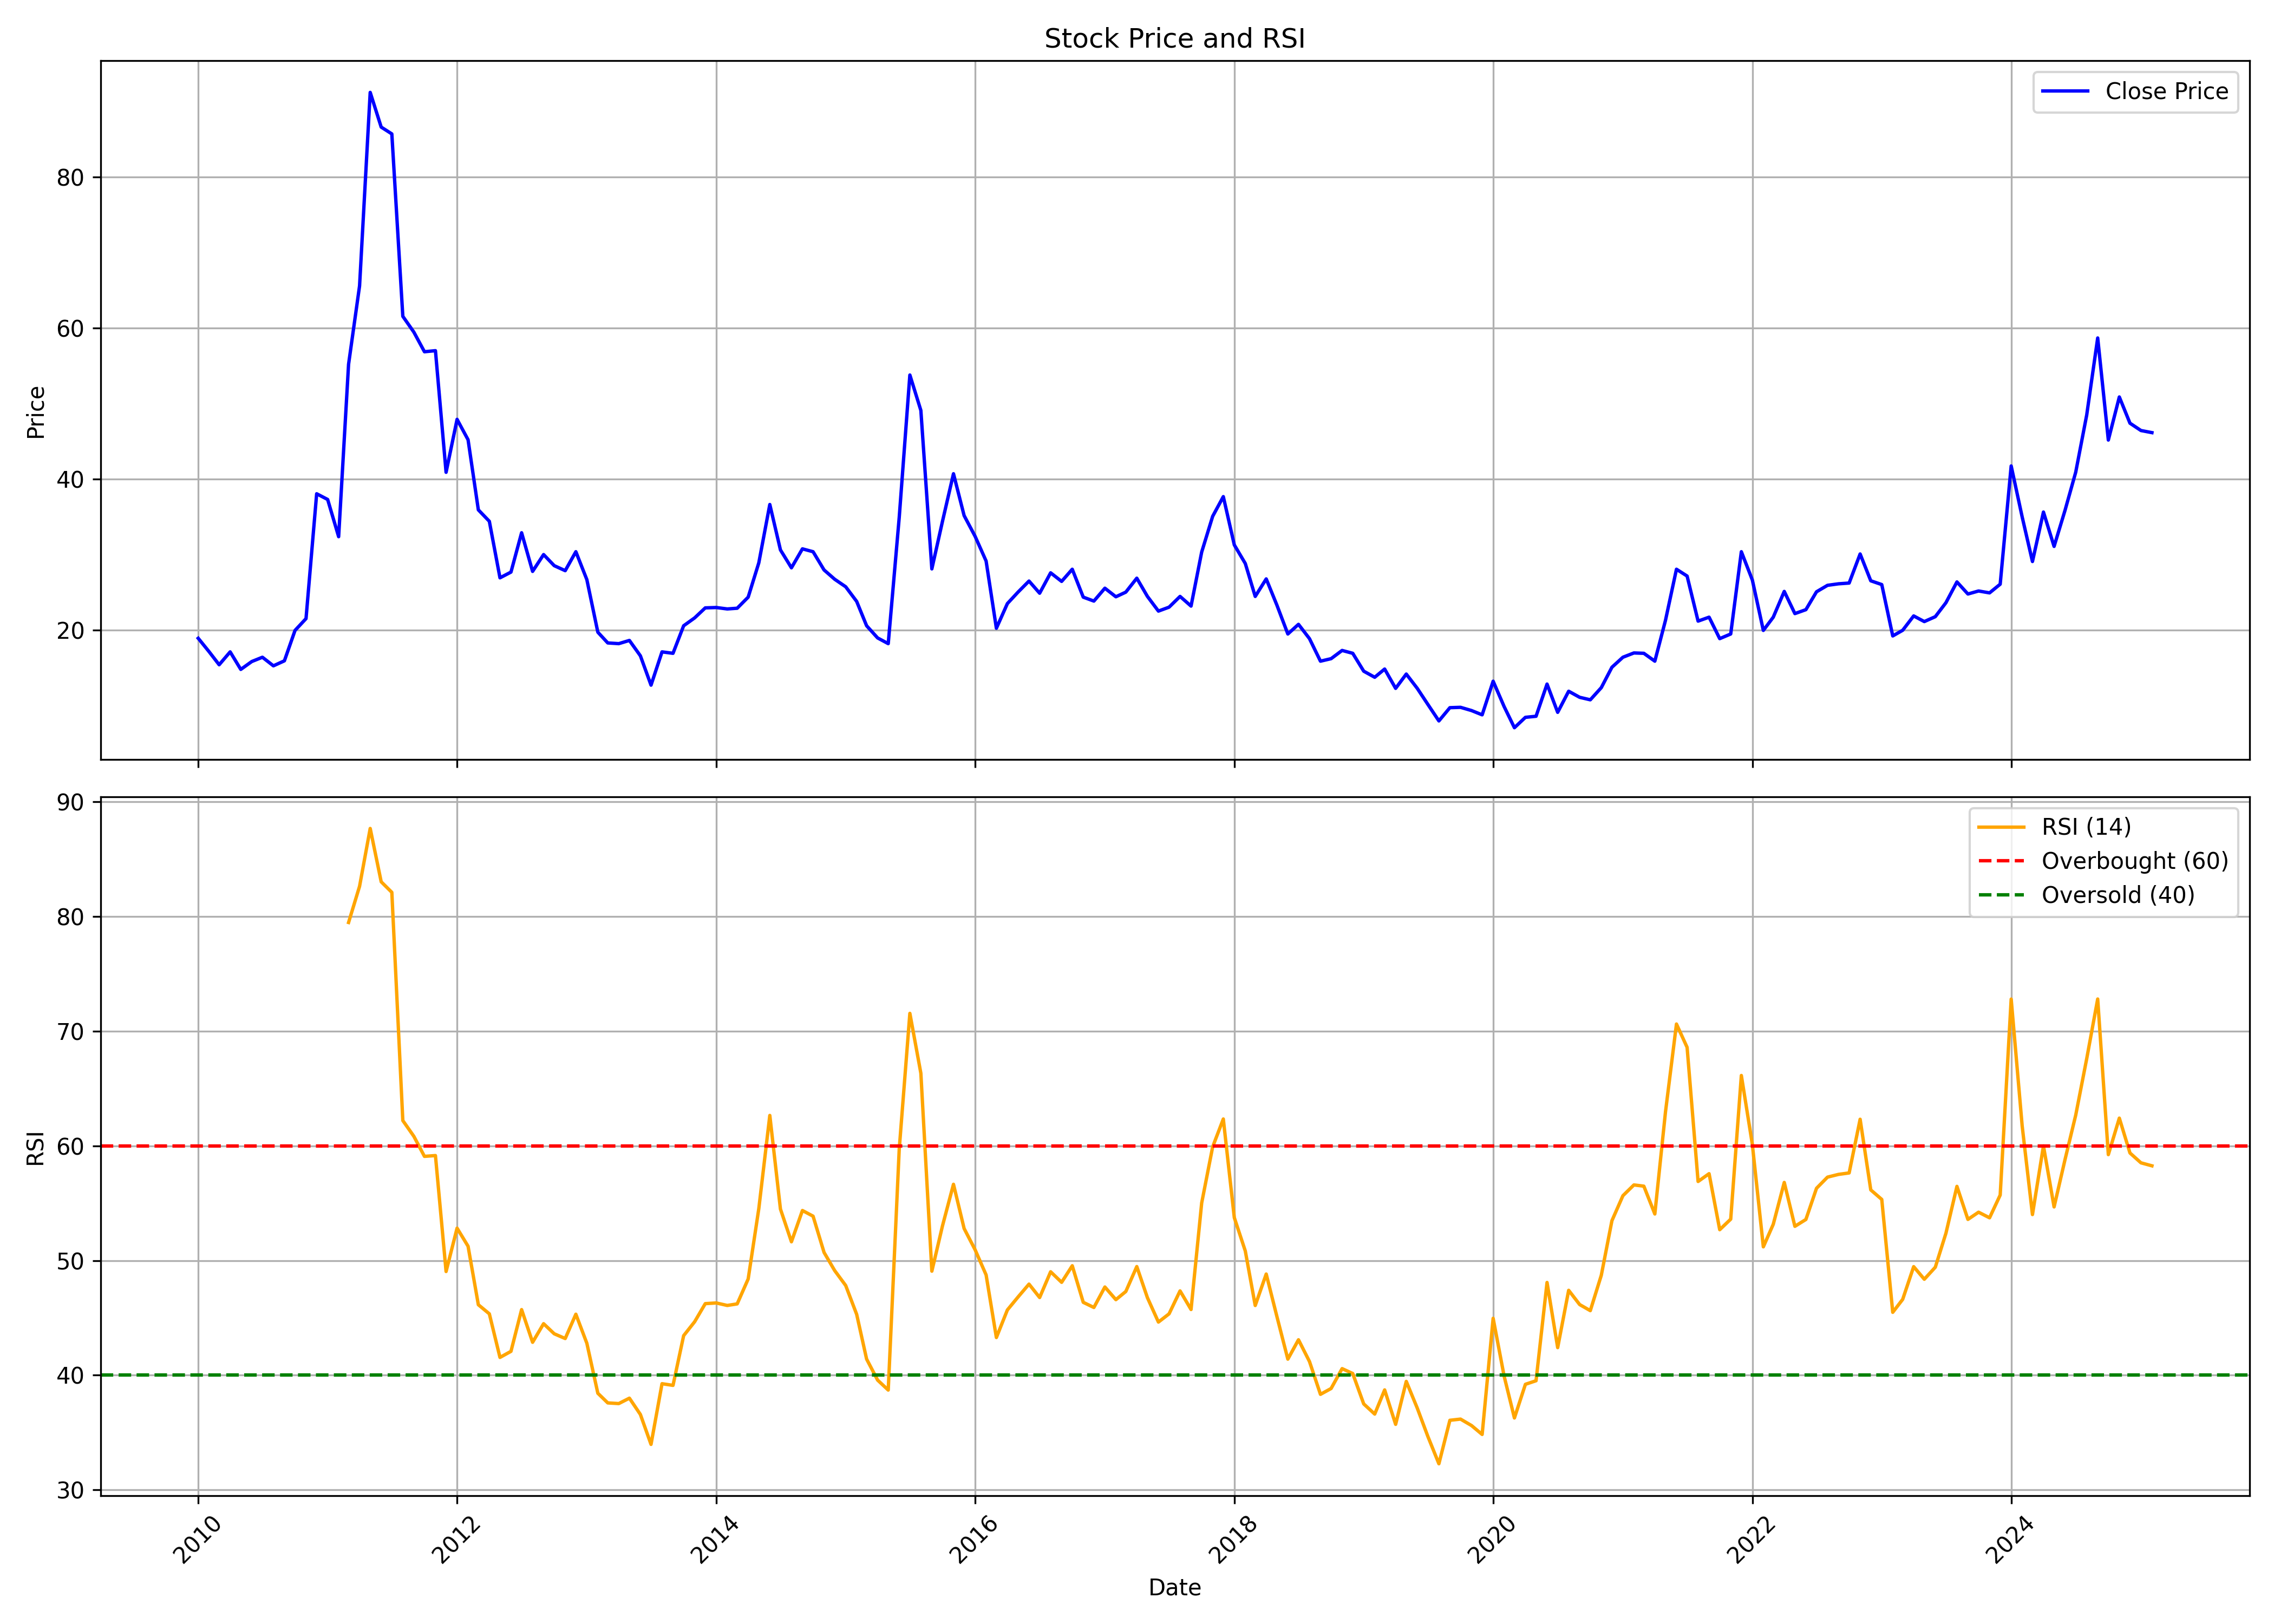 Stock Price and RSI
Close Price
Price
80
60
40
20
RSI (14)
Overbought (60)
Oversold (40)
RSI
90
80
70
60
50
40
30
2010
2012
2014
2016
2018
2020
2022
2024
Date